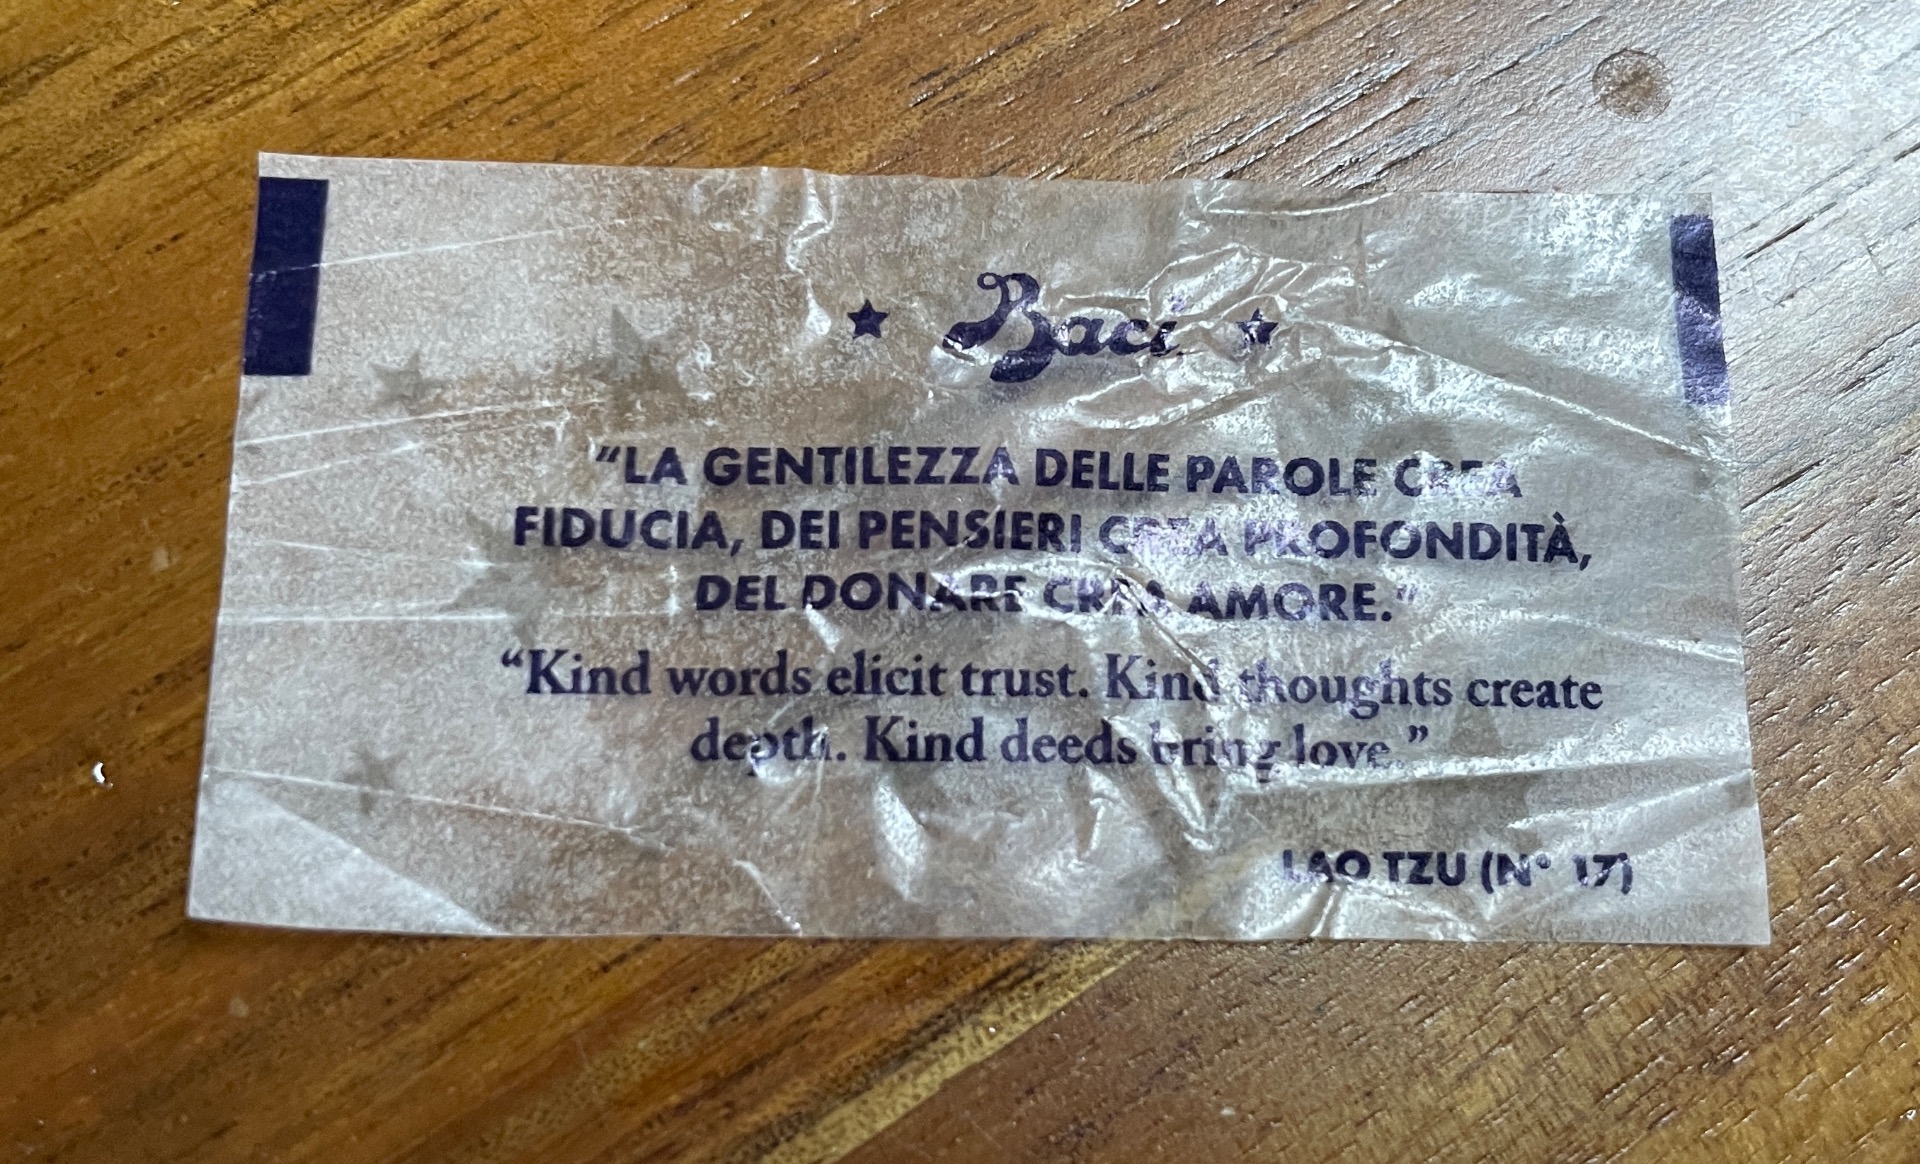 Baci
“LA GENTILEZZA DELLE PAROLE CREA
FIDUCIA, DEI PENSIERI CREA PROFONDITÀ,
DEL DONARE CREA AMORE.”
“Kind words elicit trust. Kind thoughts create
depth. Kind deeds bring love.”
LAO TZU (N° 17)